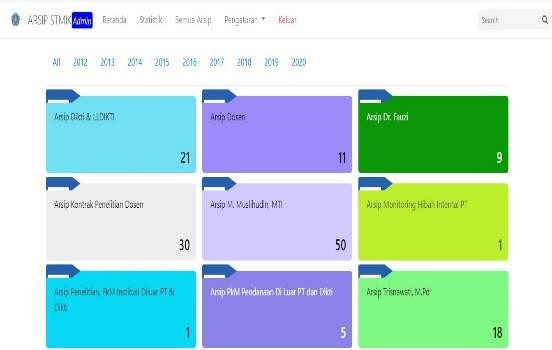 ARSIP STMIK Admin Beranda Statistik Semua Arsip Pengaturan Keluar Search
All 2012 2013 2014 2015 2016 2017 2018 2019 2020
Arsip Dikti & LLDIKTI
21
Arsip Dosen
11
Arsip Dr. Fauzi
9
Arsip Kontrak Penelitian Dosen
30
Arsip M. Muslihudin, MTI
50
Arsip Monitoring Hibah Internal PT
1
Arsip Penelitian, PkM Institusi Diluar PT &
Dikti
1
Arsip PkM Pendanaan Di Luar PT dan Dikti
5
Arsip Trisnawati, M.Pd
18